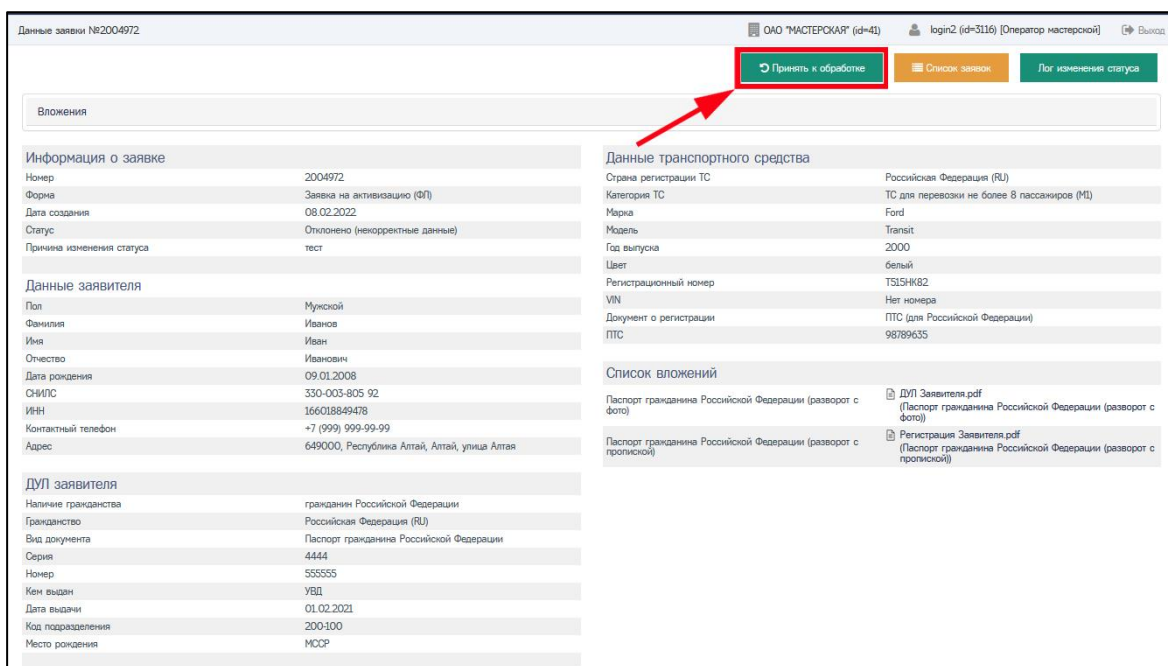 Данные заявки №2004972
ОАО "МАСТЕРСКАЯ" (id=41)
login2 (id=3116) [Оператор мастерской]
Выход
Принять к обработке
Список заявок
Лог изменения статуса
Вложения
Информация о заявке
Номер 2004972
Форма Заявка на активизацию (ФЛ)
Дата создания 08.02.2022
Статус Отклонено (некорректные данные)
Причина изменения статуса тест
Данные заявителя
Пол Мужской
Фамилия Иванов
Имя Иван
Отчество Иванович
Дата рождения 09.01.2008
СНИЛС 330-003-805 92
ИНН 166018849478
Контактный телефон +7 (999) 999-99-99
Адрес 649000, Республика Алтай, Алтай, улица Алтая
ДУЛ заявителя
Наличие гражданства гражданин Российской Федерации
Гражданство Российская Федерация (RU)
Вид документа Паспорт гражданина Российской Федерации
Серия 4444
Номер 555555
Кем выдан УВД
Дата выдачи 01.02.2021
Код подразделения 200-100
Место рождения МССР
Данные транспортного средства
Страна регистрации ТС Российская Федерация (RU)
Категория ТС ТС для перевозки не более 8 пассажиров (М1)
Марка Ford
Модель Transit
Год выпуска 2000
Цвет белый
Регистрационный номер Т515НК82
VIN Нет номера
Документ о регистрации ПТС (для Российской Федерации)
ПТС 98789635
Список вложений
Паспорт гражданина Российской Федерации (разворот с
фото)
ДУЛ Заявителя.pdf
(Паспорт гражданина Российской Федерации (разворот с
фото))
Паспорт гражданина Российской Федерации (разворот с
пропиской)
Регистрация Заявителя.pdf
(Паспорт гражданина Российской Федерации (разворот с
пропиской))